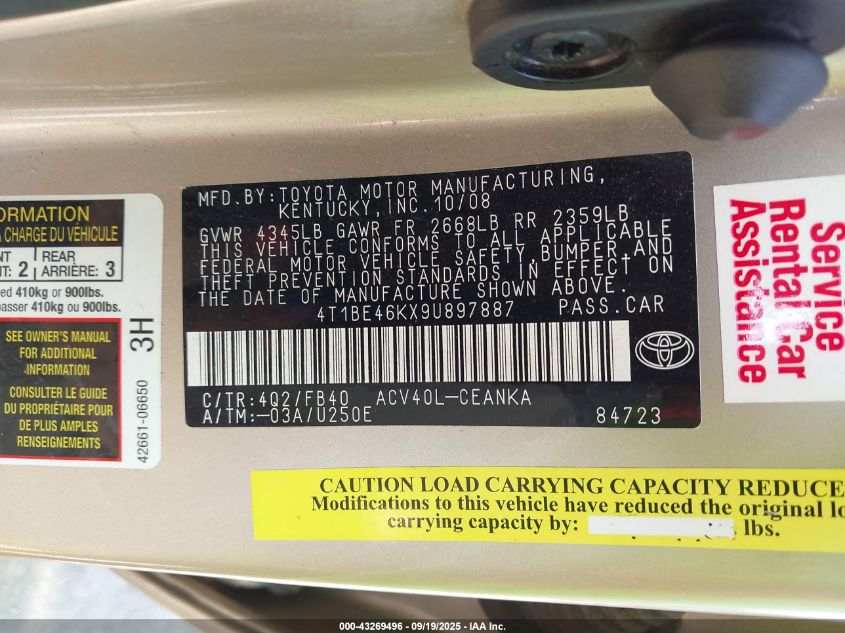 ORMATION
A CHARGE DU VÉHICULE
NT
NT: 2
REAR
ARRIÈRE: 3
ed 410kg or 900lbs.
passer 410kg or 900lbs.
SEE OWNER'S MANUAL
FOR ADDITIONAL
INFORMATION
CONSULTER LE GUIDE
DU PROPRIÉTAIRE POUR
DE PLUS AMPLES
RENSEIGNEMENTS
3H
42661-06650
MFD.BY:TOYOTA MOTOR MANUFACTURING,
KENTUCKY, INC.10/08
GVWR 4345LB GAWR FR 2668LB RR 2359LB
THIS VEHICLE CONFORMS TO ALL APPLICABLE
FEDERAL MOTOR VEHICLE SAFETY,BUMPER,AND
THEFT PREVENTION STANDARDS IN EFFECT ON
THE DATE OF MANUFACTURE SHOWN ABOVE.
4T1BE46KX9U897887 PASS.CAR
C/TR:4Q2/FB40 ACV40L-CEANKA
A/TM:-03A/U250E 84723
Service
Rental Car
Assistance
CAUTION LOAD CARRYING CAPACITY REDUCE
Modifications to this vehicle have reduced the original lo
carrying capacity by: lbs.
000-43269496 - 09/19/2025 - IAA Inc.